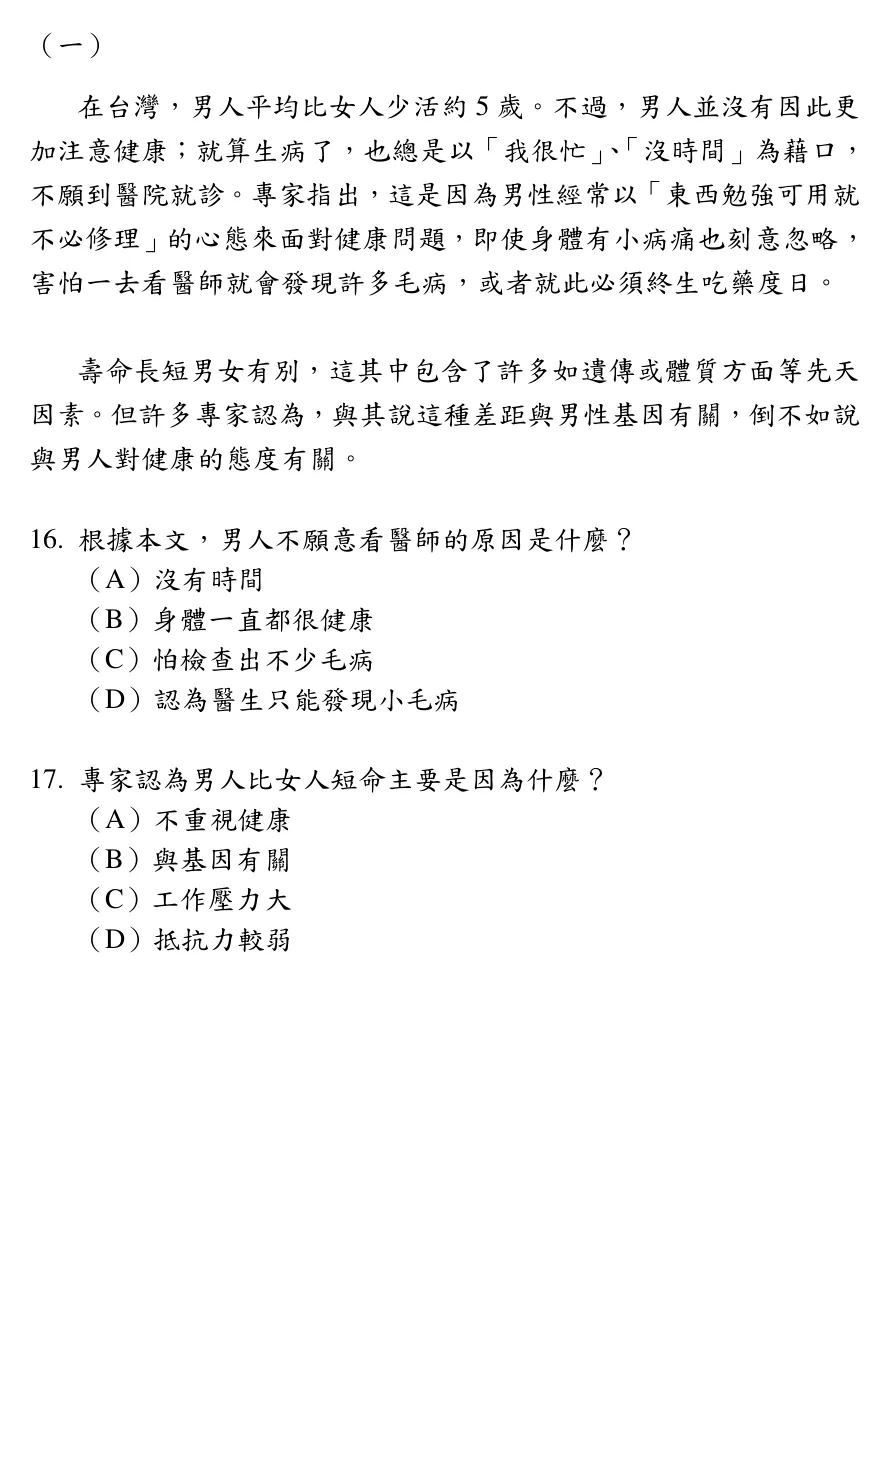 （一）
在台灣，男人平均比女人少活約 5 歲。不過，男人並沒有因此更
加注意健康；就算生病了，也總是以「我很忙」、「沒時間」為藉口，
不願到醫院就診。專家指出，這是因為男性經常以「東西勉強可用就
不必修理」的心態來面對健康問題，即使身體有小病痛也刻意忽略，
害怕一去看醫師就會發現許多毛病，或者就此必須終生吃藥度日。
壽命長短男女有別，這其中包含了許多如遺傳或體質方面等先天
因素。但許多專家認為，與其說這種差距與男性基因有關，倒不如說
與男人對健康的態度有關。
16. 根據本文，男人不願意看醫師的原因是什麼？
（A）沒有時間
（B）身體一直都很健康
（C）怕檢查出不少毛病
（D）認為醫生只能發現小毛病
17. 專家認為男人比女人短命主要是因為什麼？
（A）不重視健康
（B）與基因有關
（C）工作壓力大
（D）抵抗力較弱